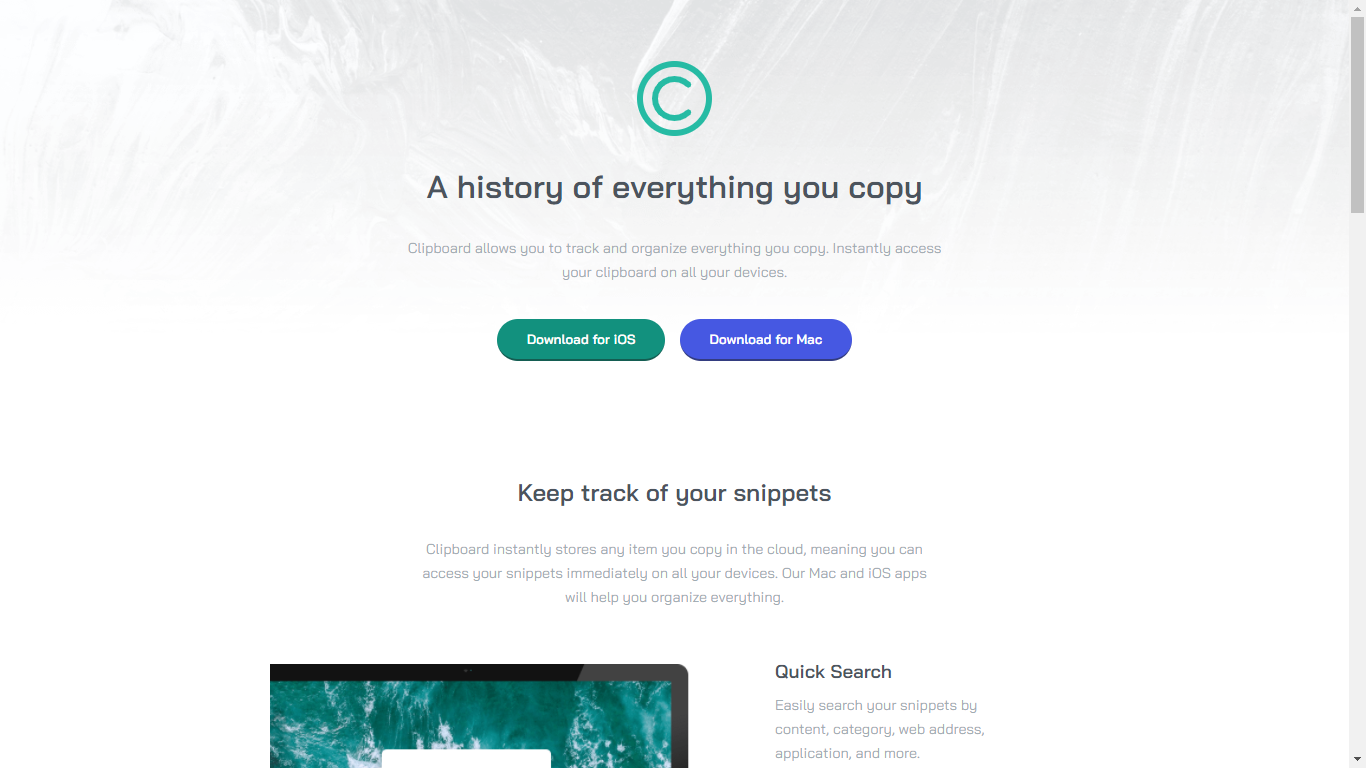 A history of everything you copy
Clipboard allows you to track and organize everything you copy. Instantly access
your clipboard on all your devices.
Download for iOS
Download for Mac
Keep track of your snippets
Clipboard instantly stores any item you copy in the cloud, meaning you can
access your snippets immediately on all your devices. Our Mac and iOS apps
will help you organize everything.
Quick Search
Easily search your snippets by
content, category, web address,
application, and more.